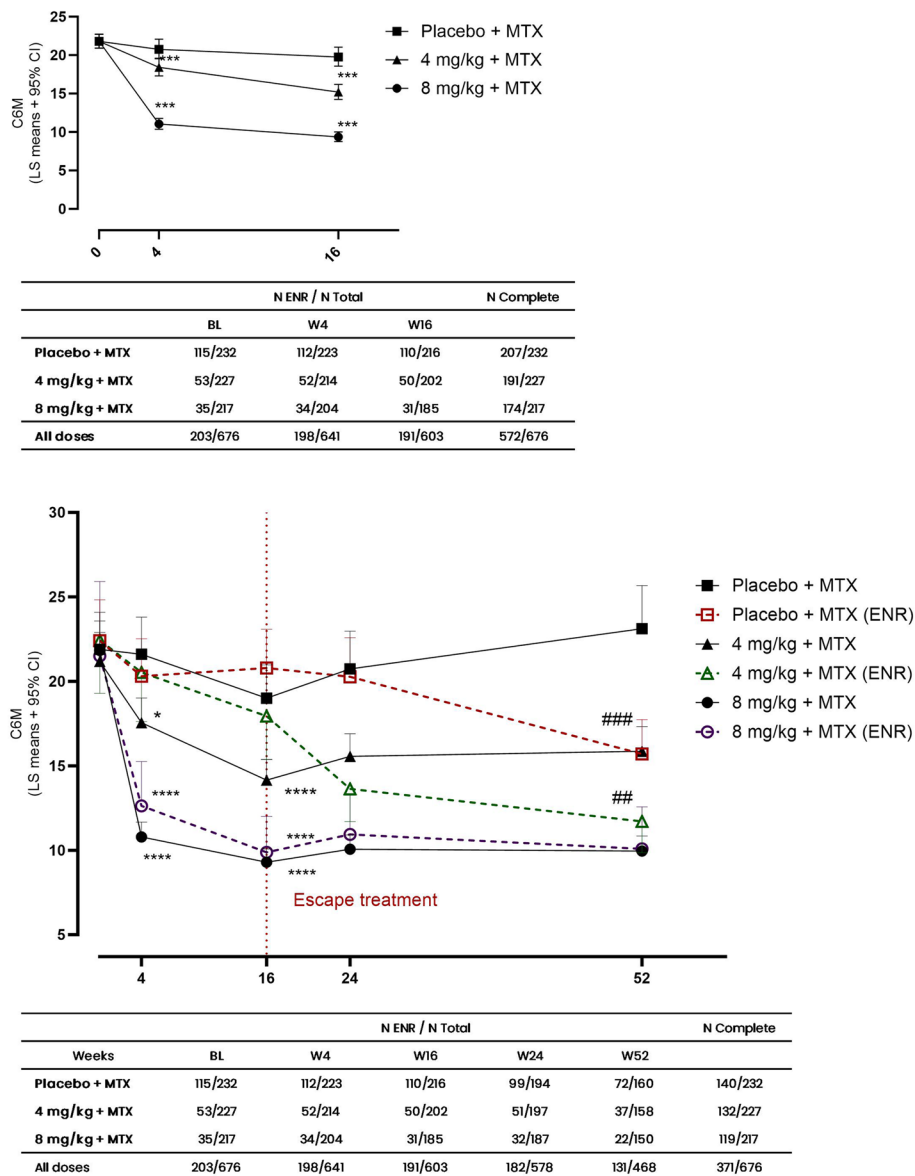 25
20
15
10
5
0
C6M
(LS means + 95% CI)
***
***
***
***
0
4
16
Placebo + MTX
4 mg/kg + MTX
8 mg/kg + MTX
N ENR / N Total N Complete
BL W4 W16
Placebo + MTX 115/232 112/223 110/216 207/232
4 mg/kg + MTX 53/227 52/214 50/202 191/227
8 mg/kg + MTX 35/217 34/204 31/185 174/217
All doses 203/676 198/641 191/603 572/676
30
25
20
15
10
5
C6M
(LS means + 95% CI)
*
****
****
****
****
****
###
##
Escape treatment
4 16 24 52
Placebo + MTX
Placebo + MTX (ENR)
4 mg/kg + MTX
4 mg/kg + MTX (ENR)
8 mg/kg + MTX
8 mg/kg + MTX (ENR)
N ENR / N Total N Complete
Weeks BL W4 W16 W24 W52
Placebo + MTX 115/232 112/223 110/216 99/194 72/160 140/232
4 mg/kg + MTX 53/227 52/214 50/202 51/197 37/158 132/227
8 mg/kg + MTX 35/217 34/204 31/185 32/187 22/150 119/217
All doses 203/676 198/641 191/603 182/578 131/468 371/676